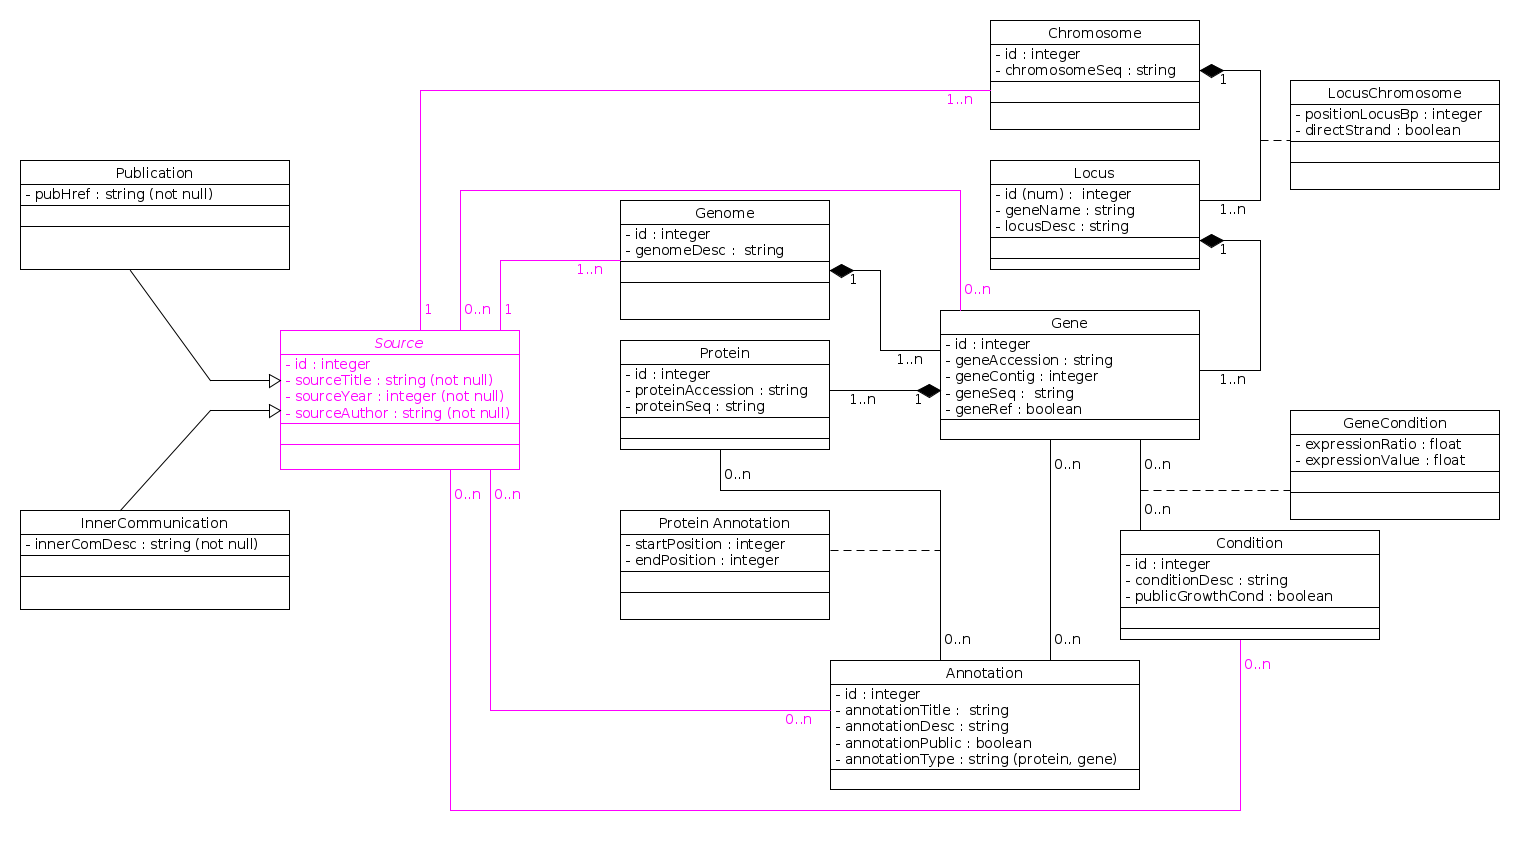 Chromosome
- id : integer
- chromosomeSeq : string
1
1..n
LocusChromosome
- positionLocusBp : integer
- directStrand : boolean
Publication
- pubHref : string (not null)
Locus
- id (num) :  integer
- geneName : string
- locusDesc : string
1..n
1
Genome
- id : integer
- genomeDesc :  string
1..n
1
0..n
1
0..n
1
Source
- id : integer
- sourceTitle : string (not null)
- sourceYear : integer (not null)
- sourceAuthor : string (not null)
Gene
- id : integer
- geneAccession : string
- geneContig : integer
- geneSeq :  string
- geneRef : boolean
1..n
1..n
Protein
- id : integer
- proteinAccession : string
- proteinSeq : string
1..n
1
GeneCondition
- expressionRatio : float
- expressionValue : float
0..n
0..n
0..n
0..n
0..n
0..n
InnerCommunication
- innerComDesc : string (not null)
Protein Annotation
- startPosition : integer
- endPosition : integer
Condition
- id : integer
- conditionDesc : string
- publicGrowthCond : boolean
0..n
0..n
0..n
Annotation
- id : integer
- annotationTitle :  string
- annotationDesc : string
- annotationPublic : boolean
- annotationType : string (protein, gene)
0..n